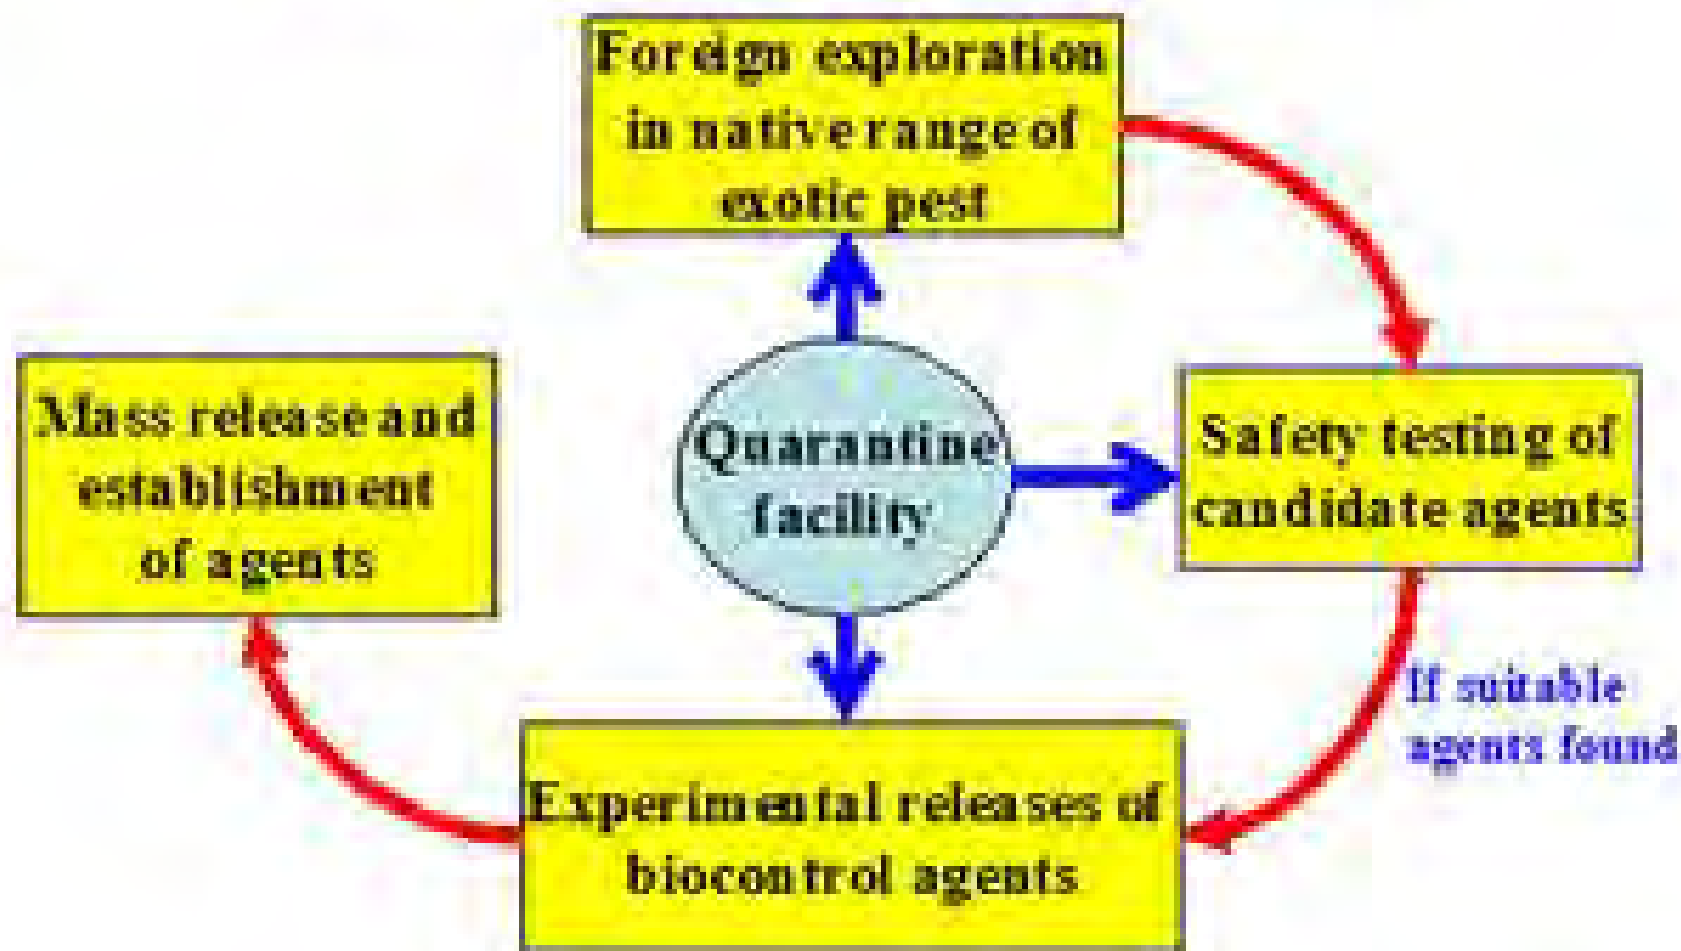 Foreign exploration
in native range of
exotic pest
Mass release and
establishment
of agents
Quarantine
facility
Safety testing of
candidate agents
If suitable
agents found
Experimental releases of
biocontrol agents